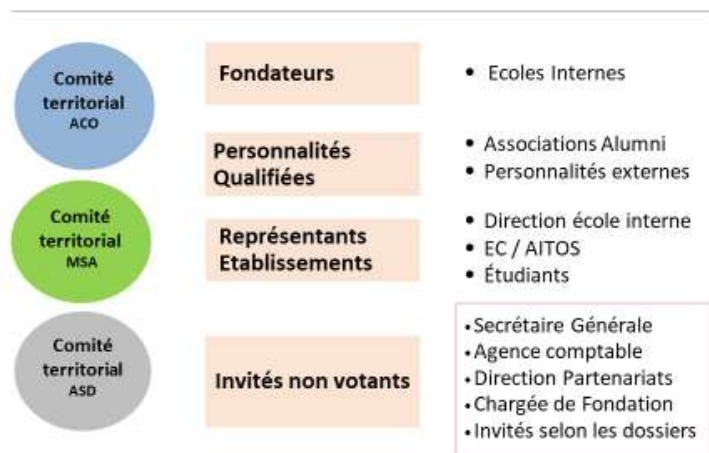 Comité
territorial
ACO
Fondateurs
• Ecoles Internes
Personnalités
Qualifiées
• Associations Alumni
• Personnalités externes
Comité
territorial
MSA
Représentants
Etablissements
• Direction école interne
• EC / AITOS
• Étudiants
Comité
territorial
ASD
Invités non votants
• Secrétaire Générale
• Agence comptable
• Direction Partenariats
• Chargée de Fondation
• Invités selon les dossiers